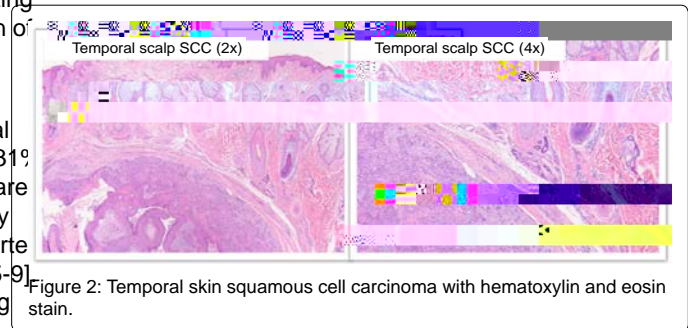 Temporal scalp SCC (2x)
Temporal scalp SCC (4x)
Figure 2: Temporal skin squamous cell carcinoma with hematoxylin and eosin
stain.